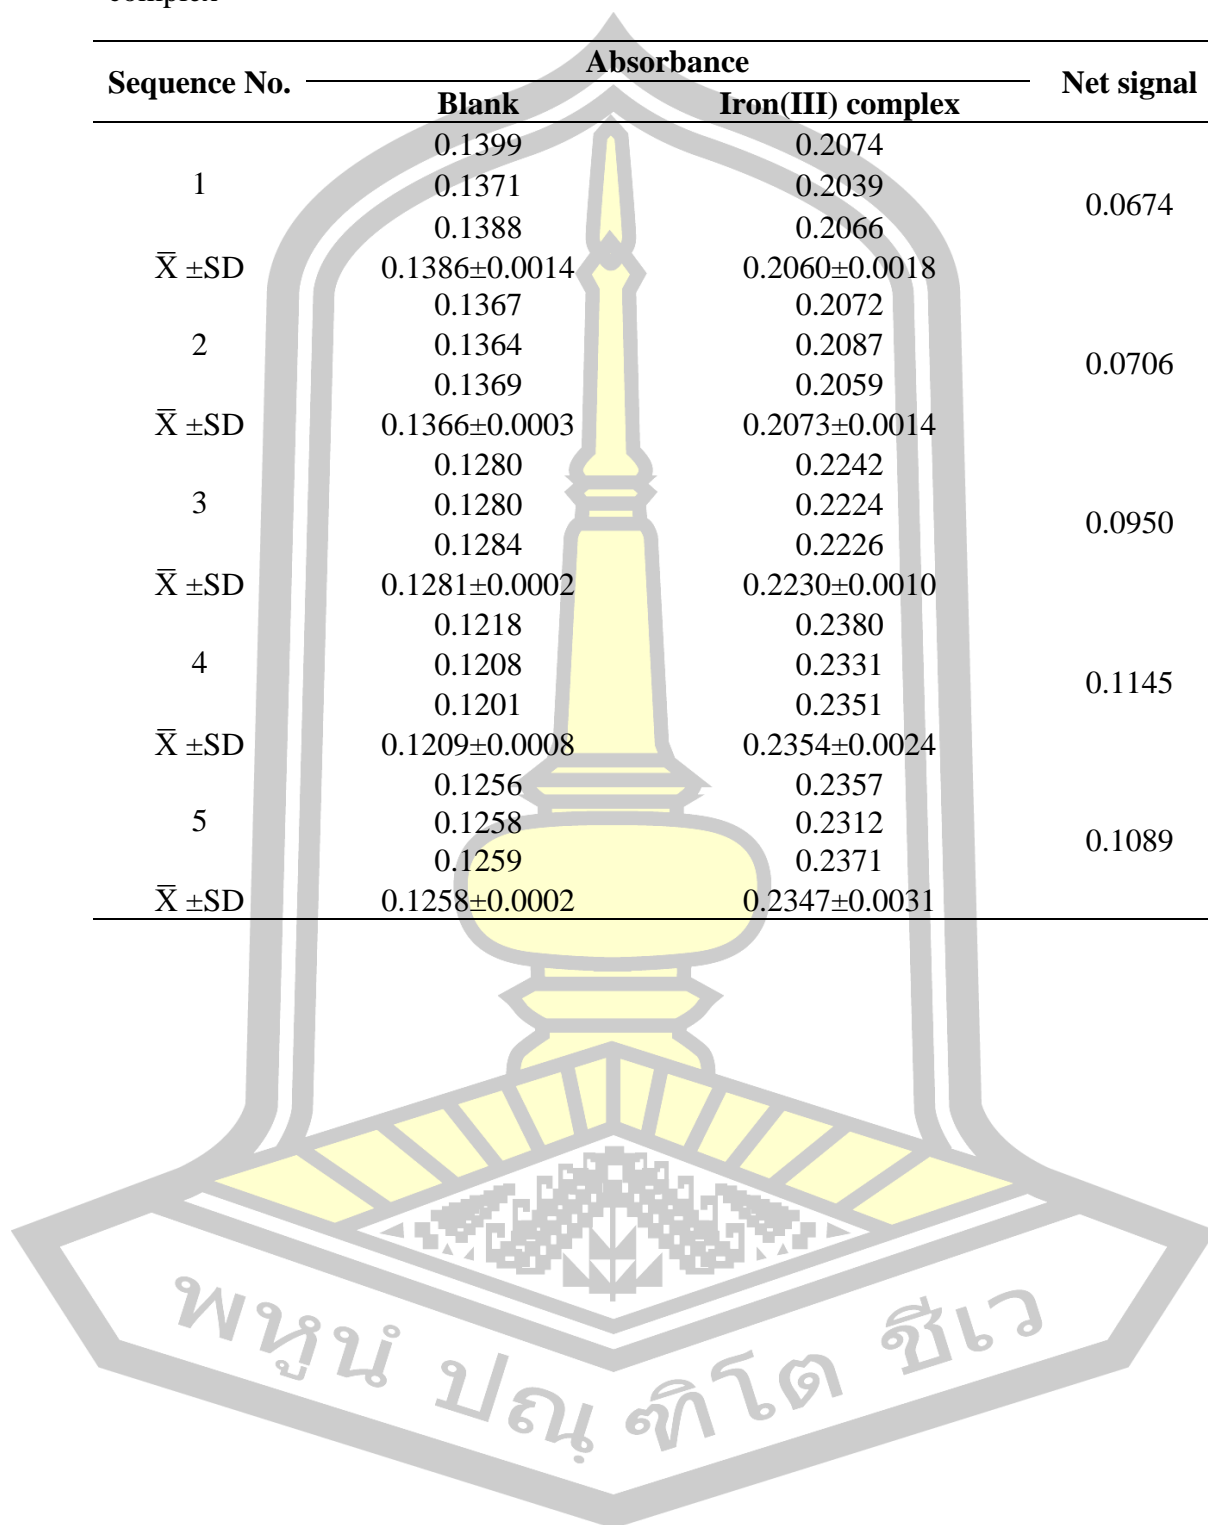 complex
Sequence No. Absorbance Net signal
Blank Iron(III) complex
0.1399 0.2074
1 0.1371 0.2039 0.0674
0.1388 0.2066
X̅ ±SD 0.1386±0.0014 0.2060±0.0018
0.1367 0.2072
2 0.1364 0.2087 0.0706
0.1369 0.2059
X̅ ±SD 0.1366±0.0003 0.2073±0.0014
0.1280 0.2242
3 0.1280 0.2224 0.0950
0.1284 0.2226
X̅ ±SD 0.1281±0.0002 0.2230±0.0010
0.1218 0.2380
4 0.1208 0.2331 0.1145
0.1201 0.2351
X̅ ±SD 0.1209±0.0008 0.2354±0.0024
0.1256 0.2357
5 0.1258 0.2312 0.1089
0.1259 0.2371
X̅ ±SD 0.1258±0.0002 0.2347±0.0031
พหูนํ ปณฺ ฑิโต ชีเว